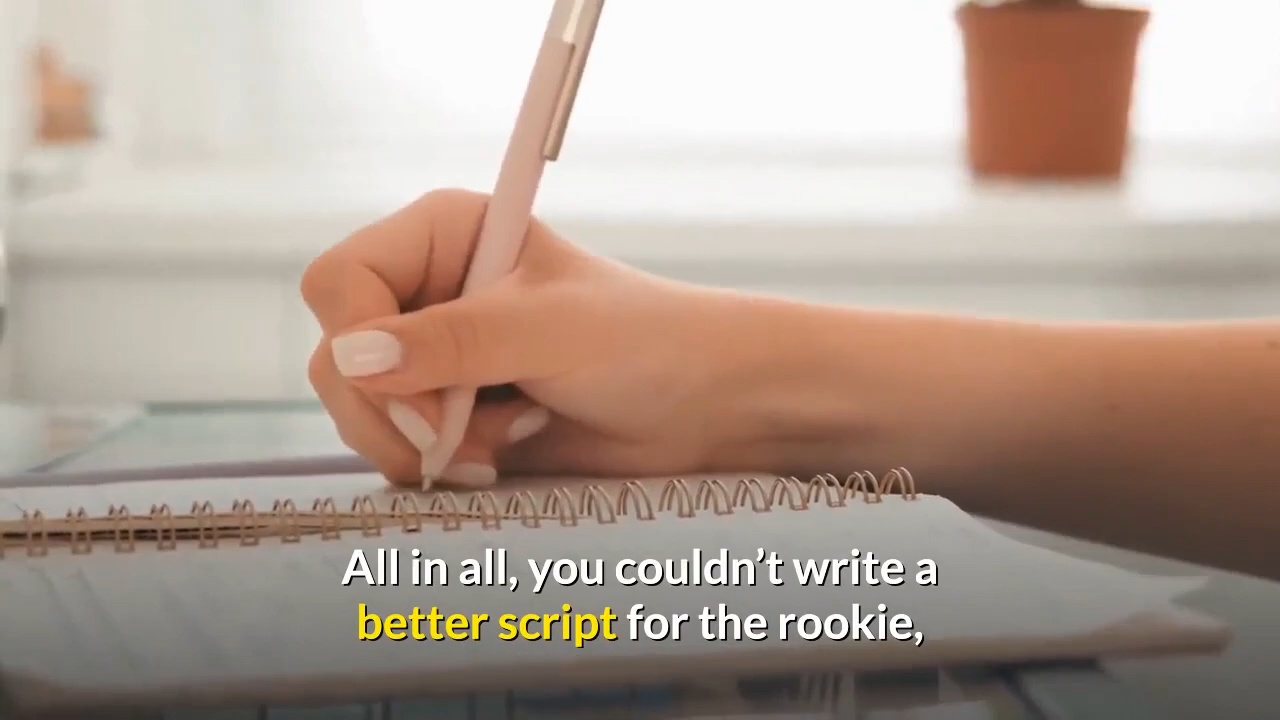 All in all, you couldn’t write a
better script for the rookie,